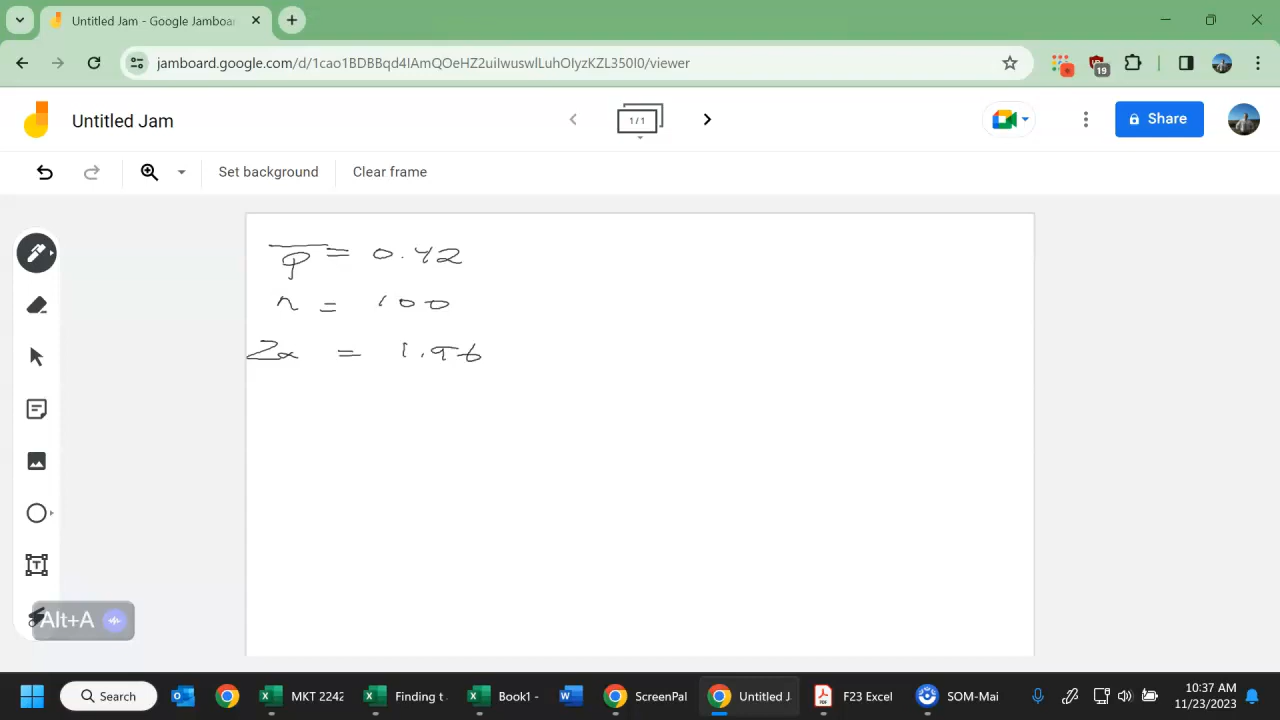 Untitled Jam - Google Jamboar
jamboard.google.com/d/1cao1BDBBqd4IAmQOeHZ2uiIwuswlLuhOIyzKZL350I0/viewer
19
Untitled Jam
1 / 1
Share
Set background
Clear frame
p̅ = 0.42
n = 100
Zα = 1.96
T
Alt+A
Search
MKT 2242
Finding t
Book1 -
ScreenPal
Untitled J
F23 Excel
SOM-Mai
10:37 AM
11/23/2023